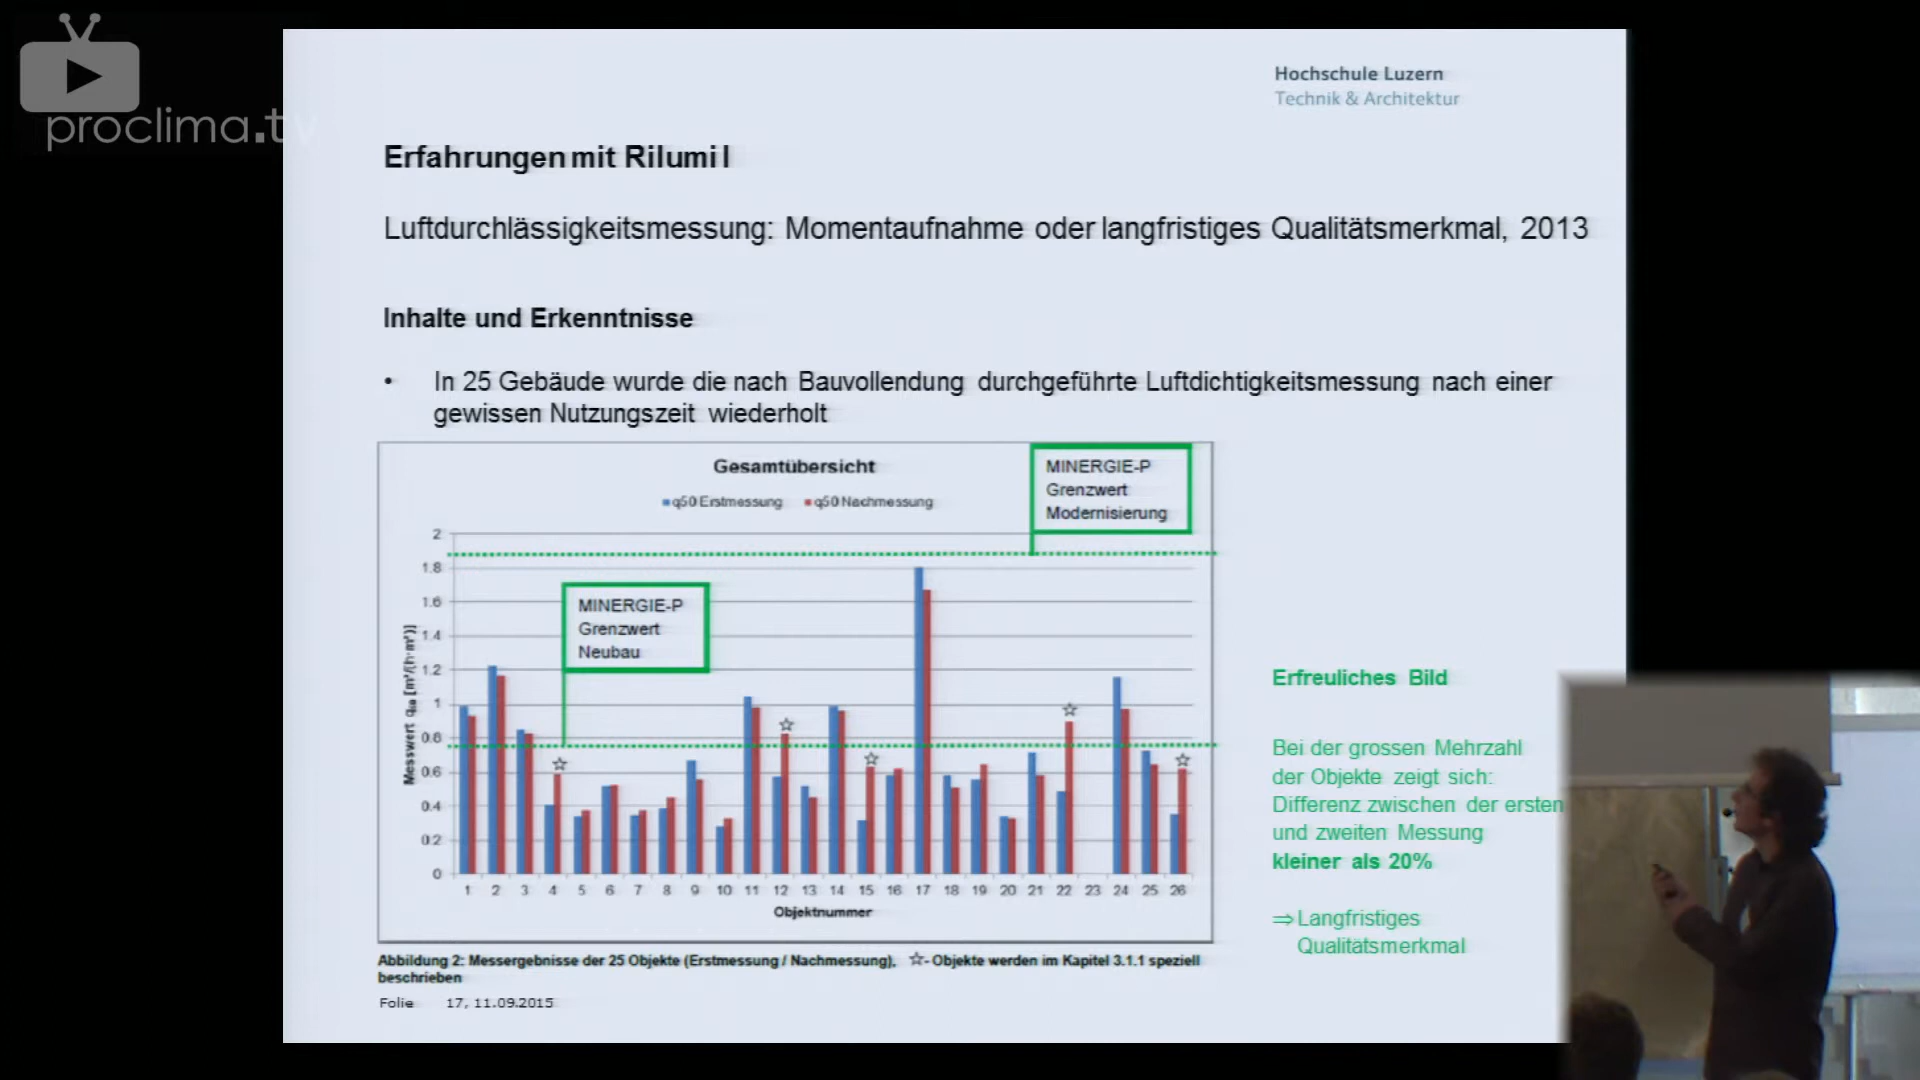 proclima.tv
Hochschule Luzern
Technik & Architektur
Erfahrungen mit Rilumi I
Luftdurchlässigkeitsmessung: Momentaufnahme oder langfristiges Qualitätsmerkmal, 2013
Inhalte und Erkenntnisse
• In 25 Gebäude wurde die nach Bauvollendung durchgeführte Luftdichtigkeitsmessung nach einer
gewissen Nutzungszeit wiederholt
Gesamtübersicht
q50 Erstmessung q50 Nachmessung
MINERGIE-P
Grenzwert
Modernisierung
MINERGIE-P
Grenzwert
Neubau
Messwert q50 [m³/(h·m²)]
2
1.8
1.6
1.4
1.2
1
0.8
0.6
0.4
0.2
0
1 2 3 4 5 6 7 8 9 10 11 12 13 14 15 16 17 18 19 20 21 22 23 24 25 26
Objektnummer
Abbildung 2: Messergebnisse der 25 Objekte (Erstmessung / Nachmessung), ☆- Objekte werden im Kapitel 3.1.1 speziell
beschrieben
Folie 17, 11.09.2015
Erfreuliches Bild
Bei der grossen Mehrzahl
der Objekte zeigt sich:
Differenz zwischen der ersten
und zweiten Messung
kleiner als 20%
⇒ Langfristiges
Qualitätsmerkmal